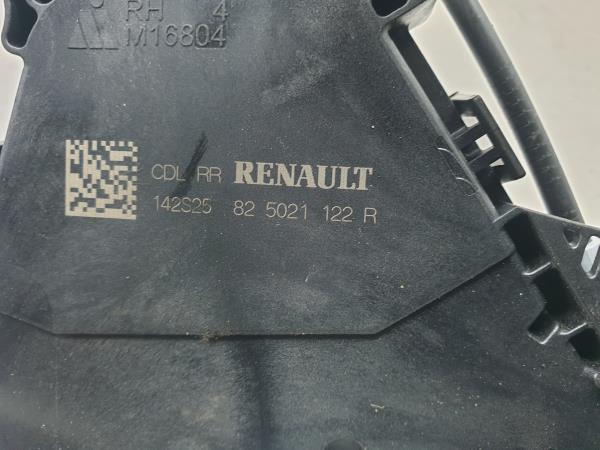 RH 4
M16804
CDL RR RENAULT
142S25 82 5021 122 R